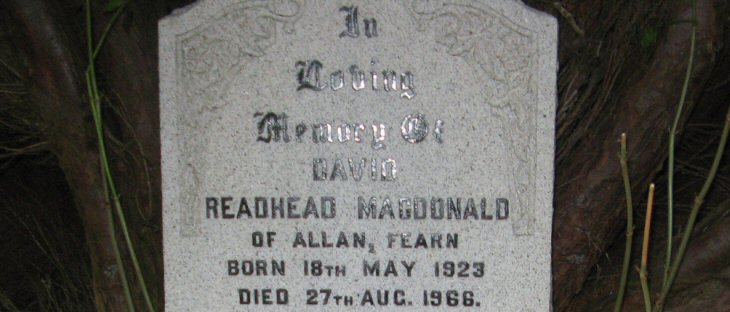 In
Loving
Memory Of
DAVID
READHEAD MACDONALD
OF ALLAN, FEARN
BORN 18TH MAY 1923
DIED 27TH AUG. 1966.